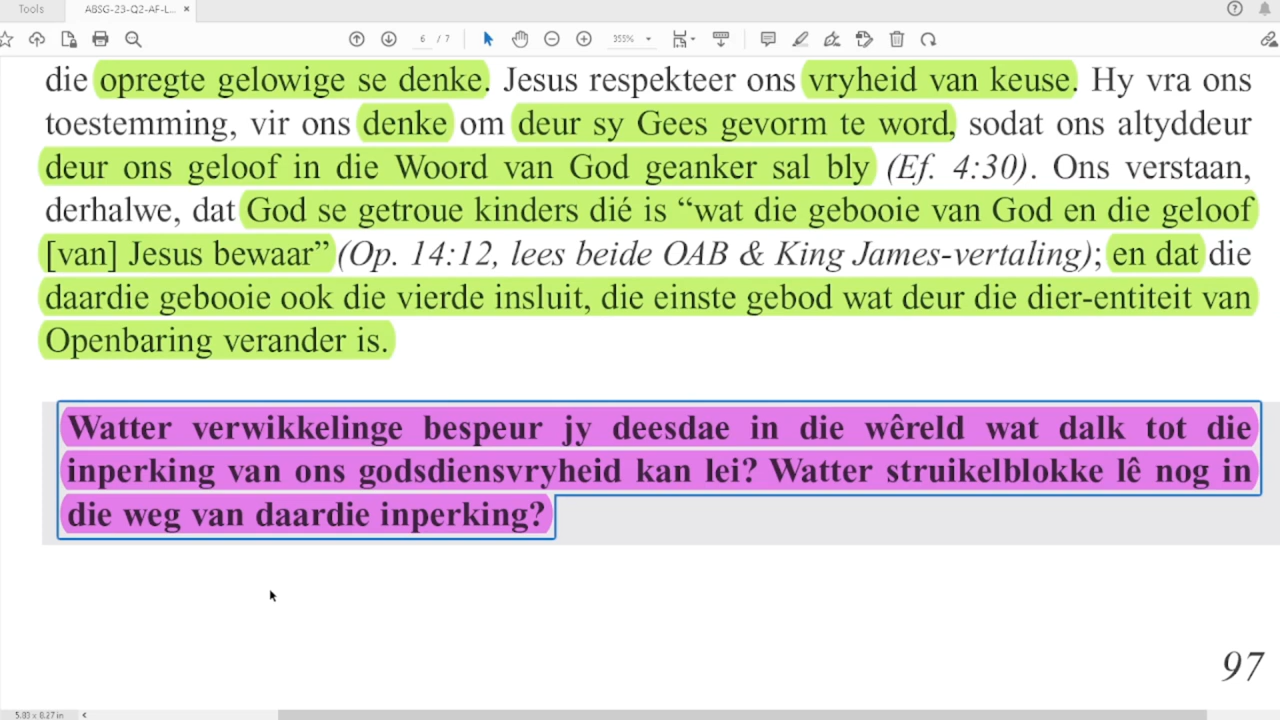 Tools
ABSG-23-Q2-AF-L... ×
6 / 7
355%
die opregte gelowige se denke. Jesus respekteer ons vryheid van keuse. Hy vra ons
toestemming, vir ons denke om deur sy Gees gevorm te word, sodat ons altyddeur
deur ons geloof in die Woord van God geanker sal bly (Ef. 4:30). Ons verstaan,
derhalwe, dat God se getroue kinders dié is “wat die gebooie van God en die geloof
[van] Jesus bewaar” (Op. 14:12, lees beide OAB & King James-vertaling); en dat die
daardie gebooie ook die vierde insluit, die einste gebod wat deur die dier-entiteit van
Openbaring verander is.
Watter verwikkelinge bespeur jy deesdae in die wêreld wat dalk tot die
inperking van ons godsdiensvryheid kan lei? Watter struikelblokke lê nog in
die weg van daardie inperking?
97
5.83 x 8.27 in